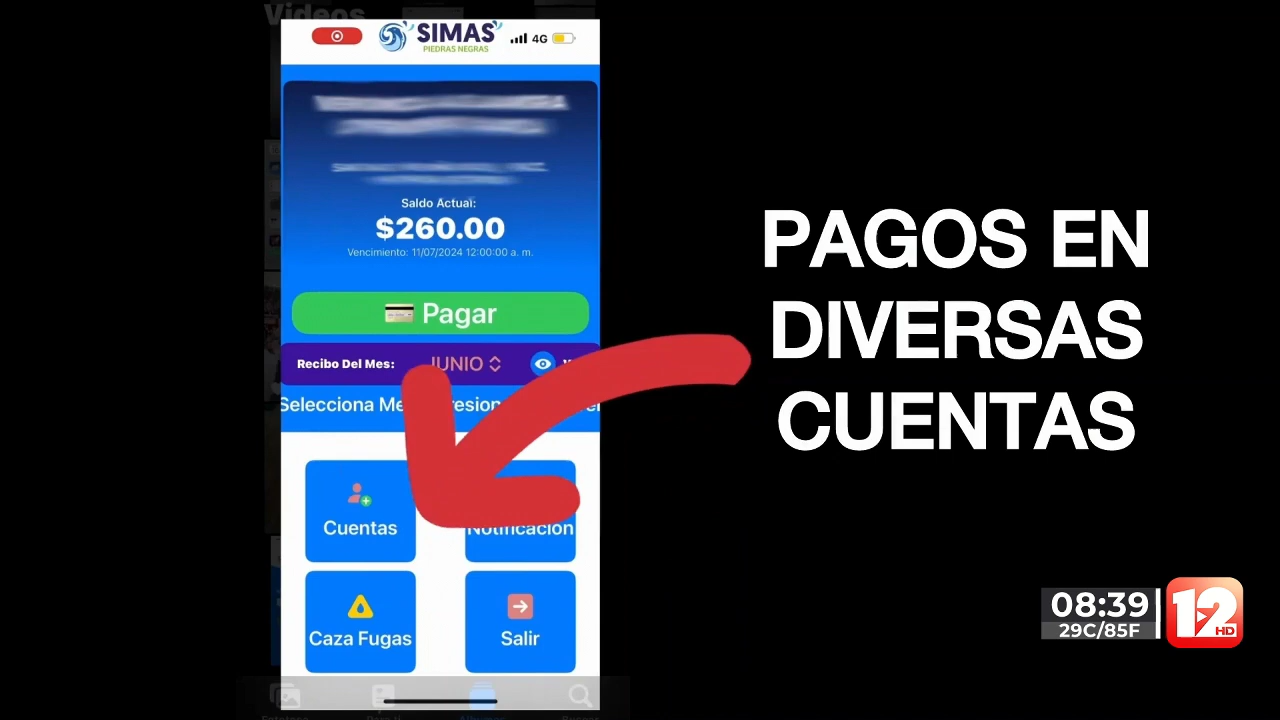 Videos
SIMAS
PIEDRAS NEGRAS
4G
Saldo Actual:
$260.00
Vencimiento: 11/07/2024 12:00:00 a. m.
Pagar
Recibo Del Mes:
JUNIO
Selecciona
Cuentas
Notificación
Caza Fugas
Salir
PAGOS EN
DIVERSAS
CUENTAS
08:39
29C/85F
12
HD